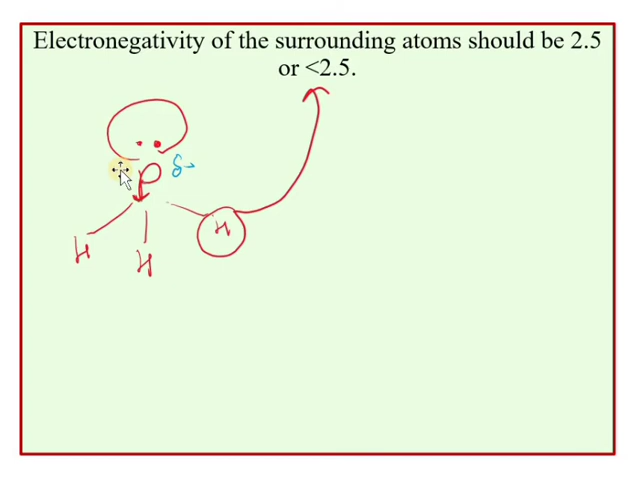 Electronegativity of the surrounding atoms should be 2.5
or <2.5.
P δ-
H
H
H